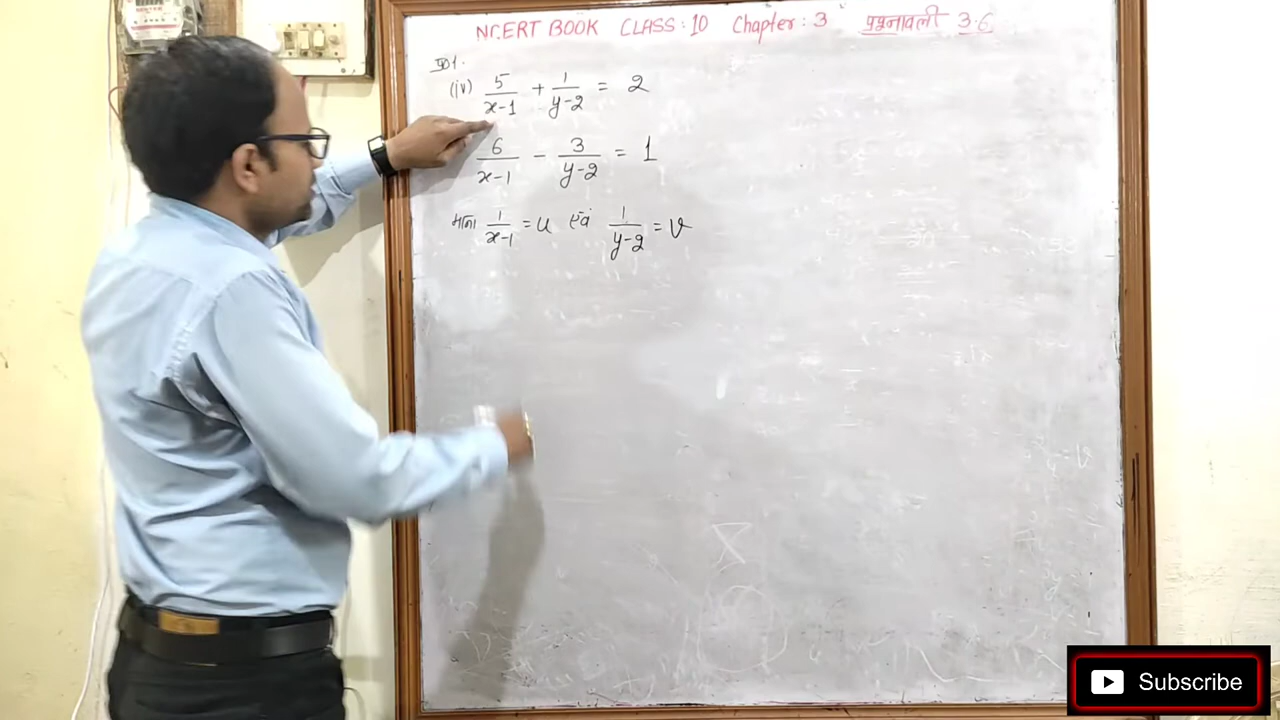 NCERT BOOK CLASS:10 Chapter:3 प्रश्नावली 3.6
प्र01.
(iv) 5/(x-1) + 1/(y-2) = 2
6/(x-1) - 3/(y-2) = 1
माना 1/(x-1) = u एवं 1/(y-2) = v
Subscribe